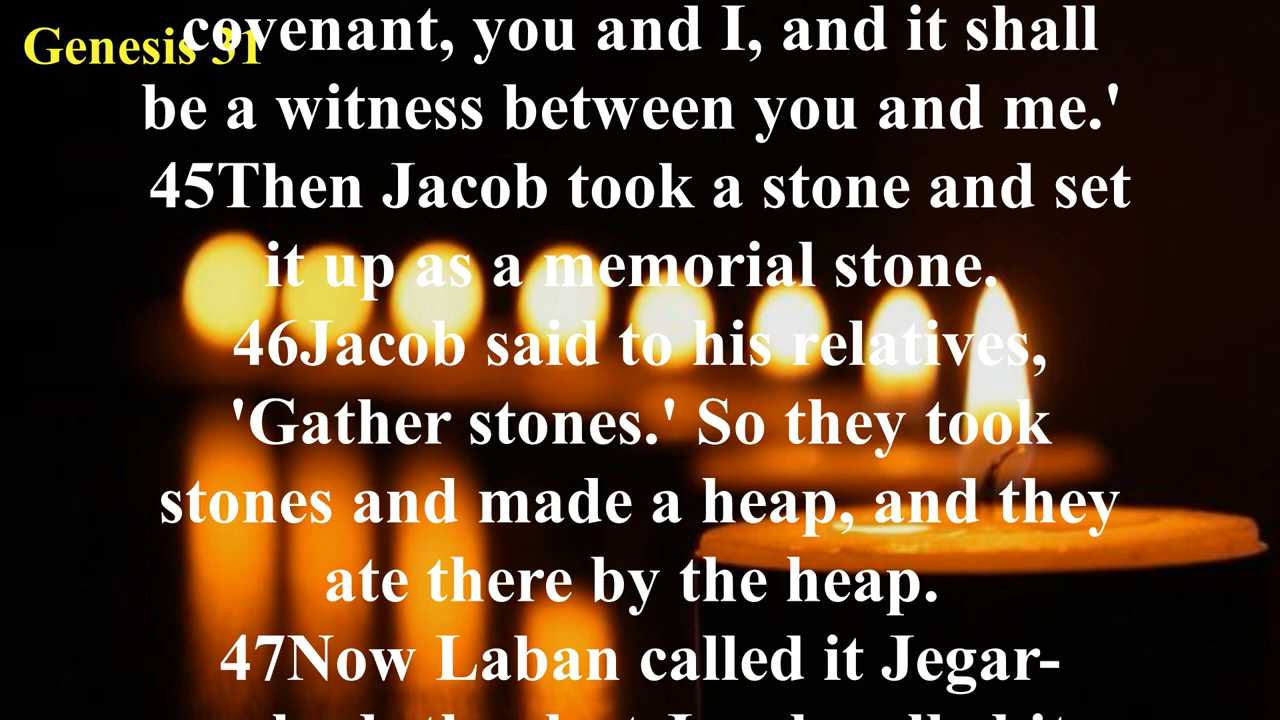 Genesis 31
covenant, you and I, and it shall
be a witness between you and me.'
45Then Jacob took a stone and set
it up as a memorial stone.
46Jacob said to his relatives,
'Gather stones.' So they took
stones and made a heap, and they
ate there by the heap.
47Now Laban called it Jegar-